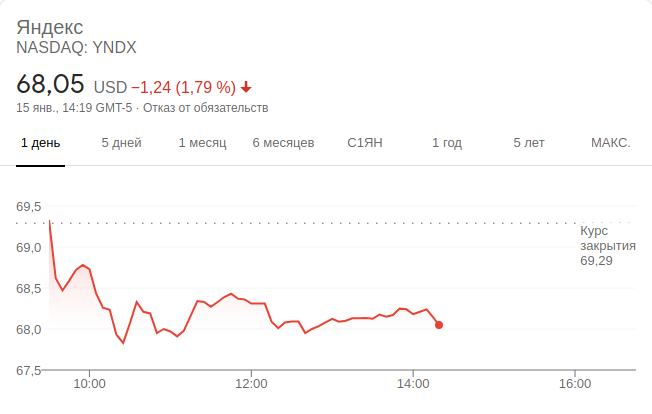 Яндекс
NASDAQ: YNDX
68,05 USD −1,24 (1,79 %)
15 янв., 14:19 GMT-5 · Отказ от обязательств
1 день 5 дней 1 месяц 6 месяцев С1ЯН 1 год 5 лет МАКС.
69,5
Курс
закрытия
69,29
69,0
68,5
68,0
67,5
10:00 12:00 14:00 16:00